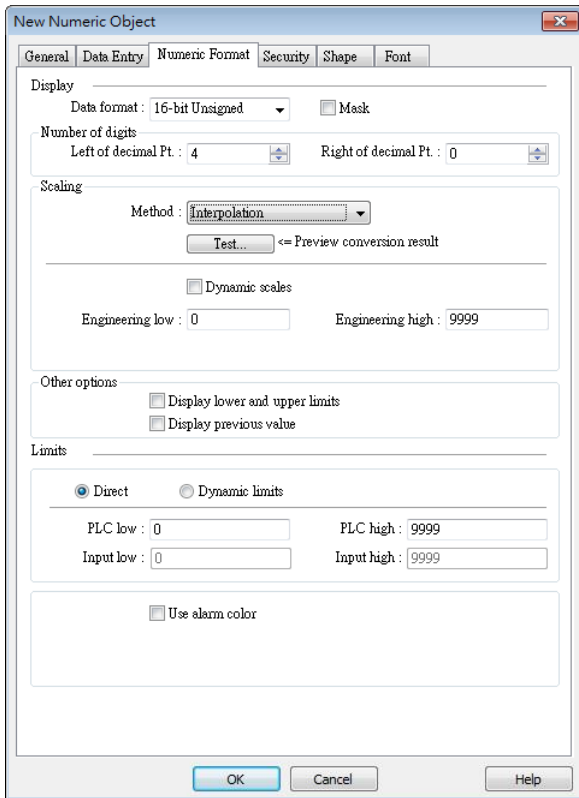 New Numeric Object
General Data Entry Numeric Format Security Shape Font
Display
Data format : 16-bit Unsigned Mask
Number of digits
Left of decimal Pt. : 4 Right of decimal Pt. : 0
Scaling
Method : Interpolation
Test... <= Preview conversion result
Dynamic scales
Engineering low : 0 Engineering high : 9999
Other options
Display lower and upper limits
Display previous value
Limits
Direct Dynamic limits
PLC low : 0 PLC high : 9999
Input low : 0 Input high : 9999
Use alarm color
OK Cancel Help